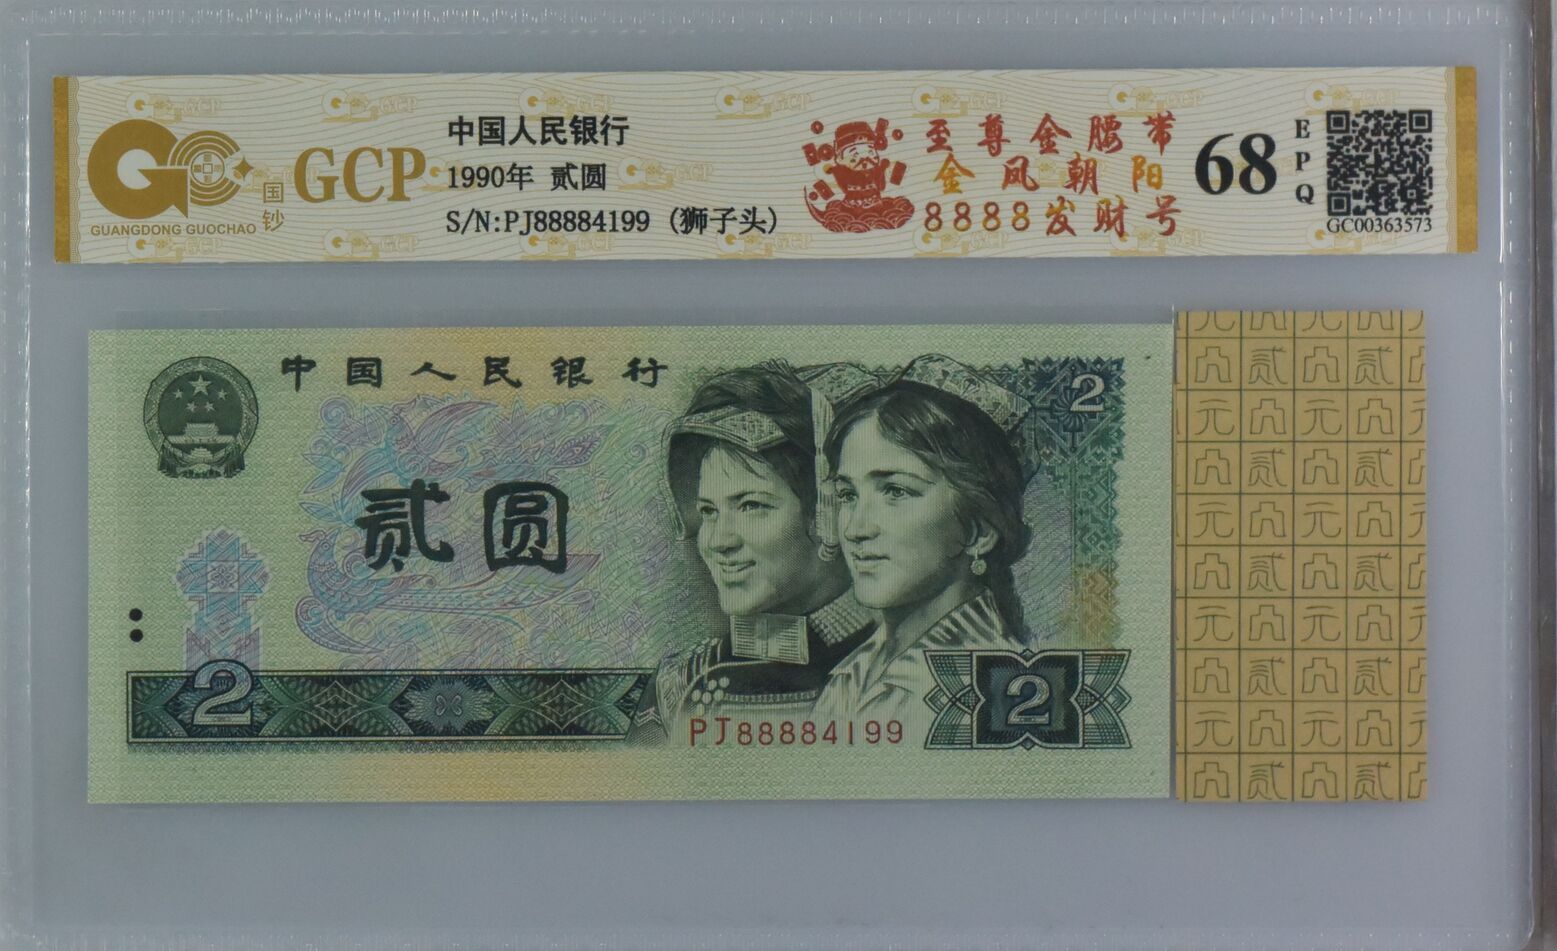 GCP
国钞
GUANGDONG GUOCHAO
中国人民银行
1990年 贰圆
S/N:PJ88884199 (狮子头)
至尊金腰带
金凤朝阳
8888发财号
68
EPQ
GC00363573
中国人民银行
2
贰圆
2
2
PJ88884199